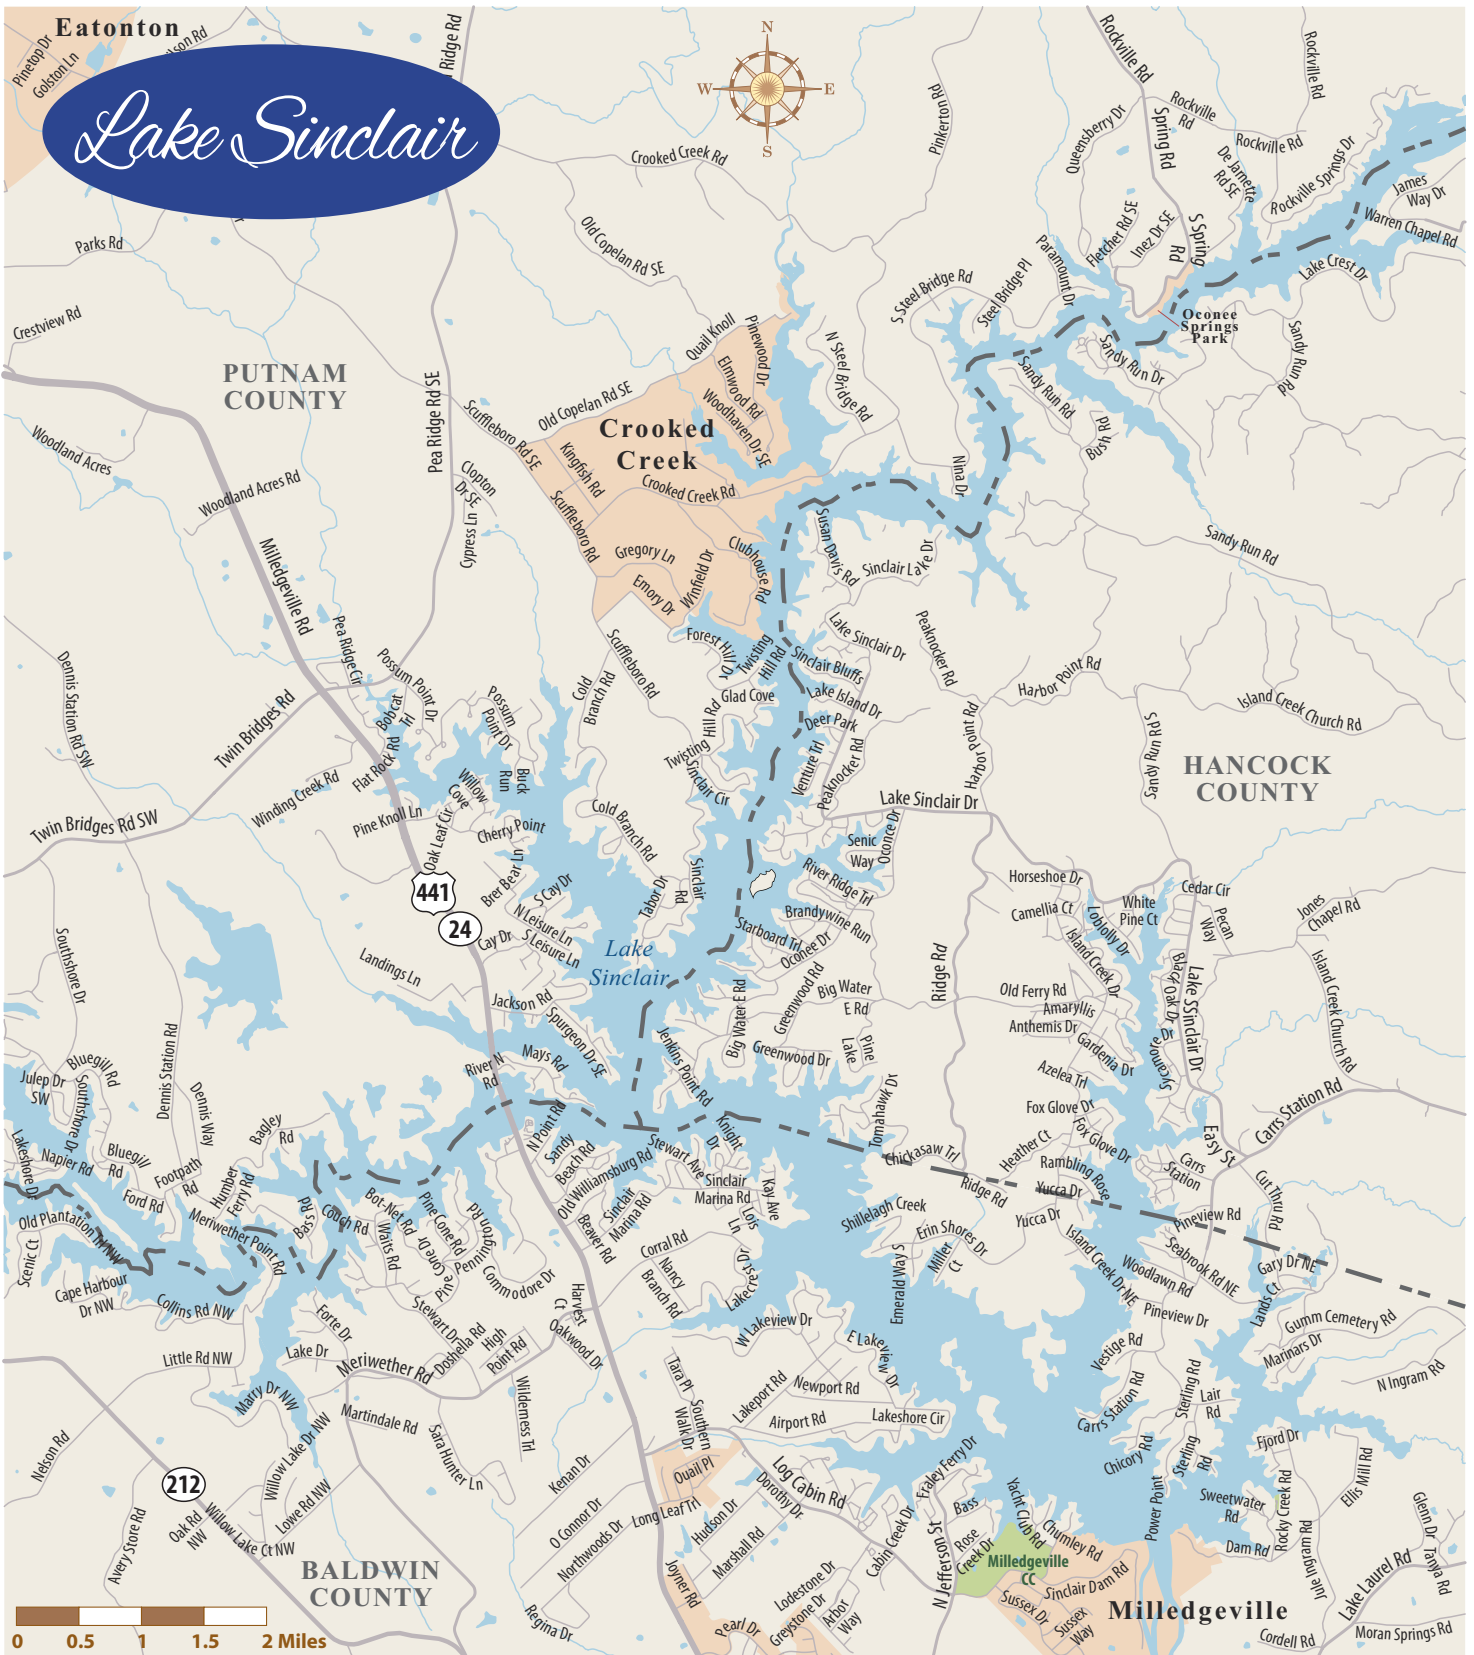 Eatonton
Pinetop Dr
Golston Ln
Lake Sinclair
N
W
E
S
Crooked Creek Rd
Pinkerton Rd
Rockville Rd
Rockville Rd
Spring Rd
Rockville
Rd
Rockville Rd
Queensberry Dr
De Jarnette
Rd SE
Rockville Springs Dr
James
Way Dr
Warren Chapel Rd
Lake Crest Dr
Parks Rd
Old Copelan Rd SE
S Steel Bridge Rd
Steel Bridge Pl
Paramount Dr
Fletcher Rd SE
Inez Dr SE
S Spring
Rd
Oconee
Springs
Park
Crestview Rd
PUTNAM
COUNTY
Pea Ridge Rd SE
Quail Knoll
Pinewood Dr
Elmwood Rd
Woodhaven Dr SE
N Steel Bridge Rd
Sandy Run Dr
Sandy Run Rd
Sandy Run Rd
Bush Rd
Old Copelan Rd SE
Scuffleboro Rd SE
Crooked
Creek
Kingfish Rd
Crooked Creek Rd
Woodland Acres
Woodland Acres Rd
Clopton
Dr SE
Cypress Ln
Scuffleboro Rd
Nina Dr
Sandy Run Rd
Milledgeville Rd
Gregory Ln
Emory Dr
Winfield Dr
Clubhouse Rd
Susan Davis Rd
Sinclair Lake Dr
Pea Ridge Cir
Possum Point Dr
Scuffleboro Rd
Forest Hill Dr
Twisting
Hill Rd
Sinclair Bluffs
Lake Sinclair Dr
Peaknocker Rd
Harbor Point Rd
Dennis Station Rd SW
Twin Bridges Rd
Bobcat
Trl
Possum
Point Dr
Cold
Branch Rd
Glad Cove
Lake Island Dr
Deer Park
Island Creek Church Rd
Flat Rock Rd
Twisting
Hill Rd
Sinclair Cir
Venture Trl
Peaknocker Rd
Harbor Point Rd
Sandy Run Rd S
HANCOCK
COUNTY
Winding Creek Rd
Willow
Cove
Buck
Run
Twin Bridges Rd SW
Pine Knoll Ln
Oak Leaf Cir
Cherry Point
Cold Branch Rd
Lake Sinclair Dr
Senic
Way
Oconee Dr
441
24
Brer Bear Ln
S Cay Dr
N Leisure Ln
S Leisure Ln
Cay Dr
Tabor Dr
Sinclair
Rd
River Ridge Trl
Brandywine Run
Horseshoe Dr
Camellia Ct
White
Pine Ct
Cedar Cir
Pecan
Way
Jones
Chapel Rd
Loblolly Dr
Island Creek Dr
Black Oak Dr
Lake SSinclair Dr
Southshore Dr
Landings Ln
Lake
Sinclair
Starboard Trl
Oconee Dr
Greenwood Rd
Big Water
E Rd
Big Water E Rd
Ridge Rd
Old Ferry Rd
Amaryllis
Anthemis Dr
Gardenia Dr
Sycamore Dr
Island Creek Church Rd
Jackson Rd
Spurgeon Dr SE
Mays Rd
River N
Rd
Jenkins Point Rd
Greenwood Dr
Pine
Lake
Azelea Trl
Bluegill Rd
Julep Dr
SW
Southshore Dr
Dennis Station Rd
Dennis Way
Bagley
Rd
N Point Rd
Sandy
Beach Rd
Old Williamsburg Rd
Stewart Ave
Knight
Dr
Tomahawk Dr
Chickasaw Trl
Fox Glove Dr
Fox Glove Dr
Heather Ct
Rambling Rose
Easy St
Carrs Station Rd
Lakeshore Dr
Napier Rd
Bluegill
Rd
Ford Rd
Footpath
Rd
Humber
Ferry Rd
Bass Rd
Couch Rd
Bot-Net Rd
Waits Rd
Pine Cone Rd
Pine Cone Dr
Pennington Rd
Sinclair
Marina Rd
Sinclair
Marina Rd
Kay Ave
Lois
Ln
Ridge Rd
Yucca Dr
Yucca Dr
Carrs
Station
Cut Thru Rd
Pineview Rd
Old Plantation Trl NW
Meriwether Point Rd
Scenic Ct
Cape Harbour
Dr NW
Collins Rd NW
Commodore Dr
Beaver Rd
Corral Rd
Nancy
Branch Rd
Lakecrest Dr
Shillelagh Creek
Erin Shores Dr
Miller
Ct
Emerald Way S
Island Creek Dr NE
Seabrook Rd NE
Woodlawn Rd
Pineview Dr
Gary Dr NE
Lands Ct
Gumm Cemetery Rd
Marinars Dr
Forte Dr
Stewart Dr
Doshella Rd
High
Point Rd
Harvest
Ct
Oakwood Dr
W Lakeview Dr
E Lakeview Dr
Vestige Rd
N Ingram Rd
Little Rd NW
Lake Dr
Meriwether Rd
Marry Dr NW
Martindale Rd
Sara Hunter Ln
Wilderness Trl
Tara Pl
Southern
Walk Dr
Lakeport Rd
Newport Rd
Airport Rd
Lakeshore Cir
Carrs Station Rd
Sterling Rd
Lair
Rd
Nelson Rd
212
Willow Lake Dr NW
Lowe Rd NW
Kenan Dr
Quail Pl
Log Cabin Rd
Dorothy Dr
Fraley Ferry Dr
Chicory Rd
Sterling
Rd
Fjord Dr
Ellis Mill Rd
Avery Store Rd
Oak Rd
NW
Willow Lake Ct NW
O Connor Dr
Northwoods Dr
Long Leaf Trl
Hudson Dr
Marshall Rd
Cabin Creek Dr
Bass
Rose
Creek Dr
Yacht Club Rd
Chumley Rd
Power Point
Sweetwater
Rd
Rocky Creek Rd
Jule Ingram Rd
Glenn Dr
Tanya Rd
BALDWIN
COUNTY
Joyner Rd
Lodestone Dr
Greystone Dr
Arbor
Way
N Jefferson St
Milledgeville
CC
Sinclair Dam Rd
Sussex Dr
Sussex
Way
Dam Rd
Milledgeville
Lake Laurel Rd
Regina Dr
Pearl Dr
Cordell Rd
Moran Springs Rd
0 0.5 1 1.5 2 Miles